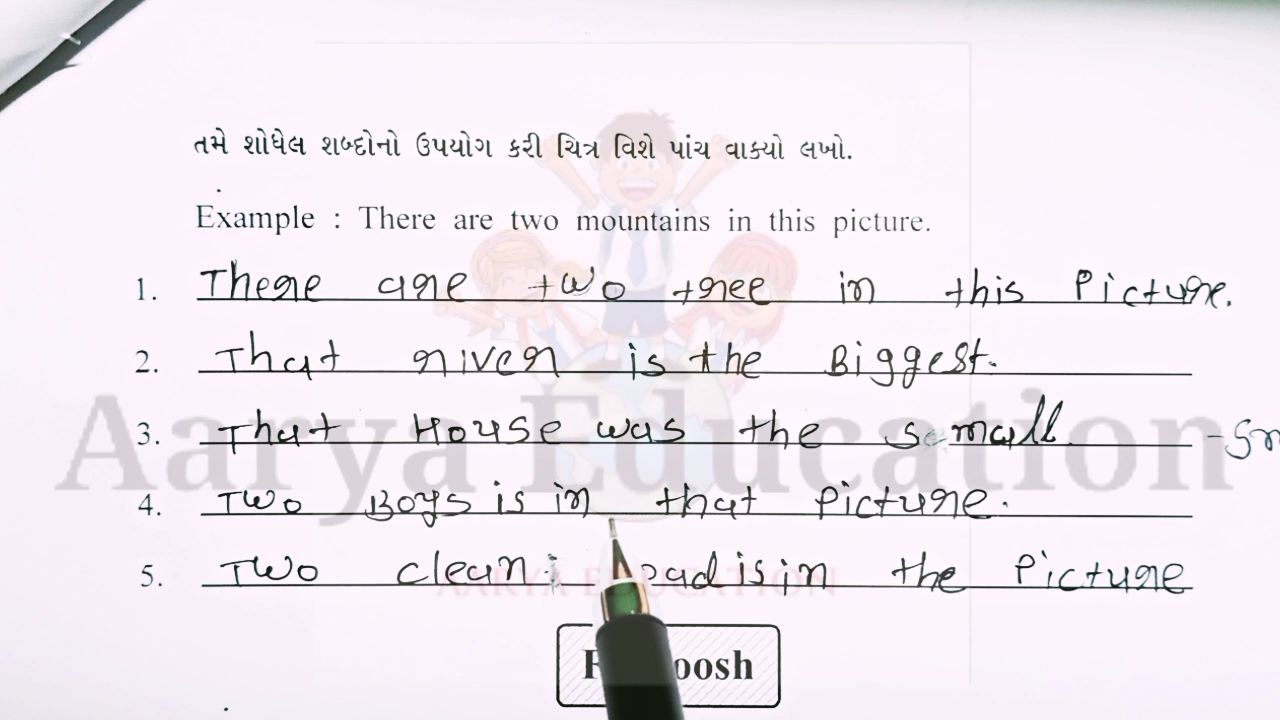 તમે શોધેલ શબ્દોનો ઉપયોગ કરી ચિત્ર વિશે પાંચ વાક્યો લખો.
Example : There are two mountains in this picture.
1. There are two tree in this Picture.
2. That river is the Biggest.
3. That House was the small
4. Two Boys is in that Picture.
5. Two clean is in the Picture
Aarya Education
AARYA EDUCATION